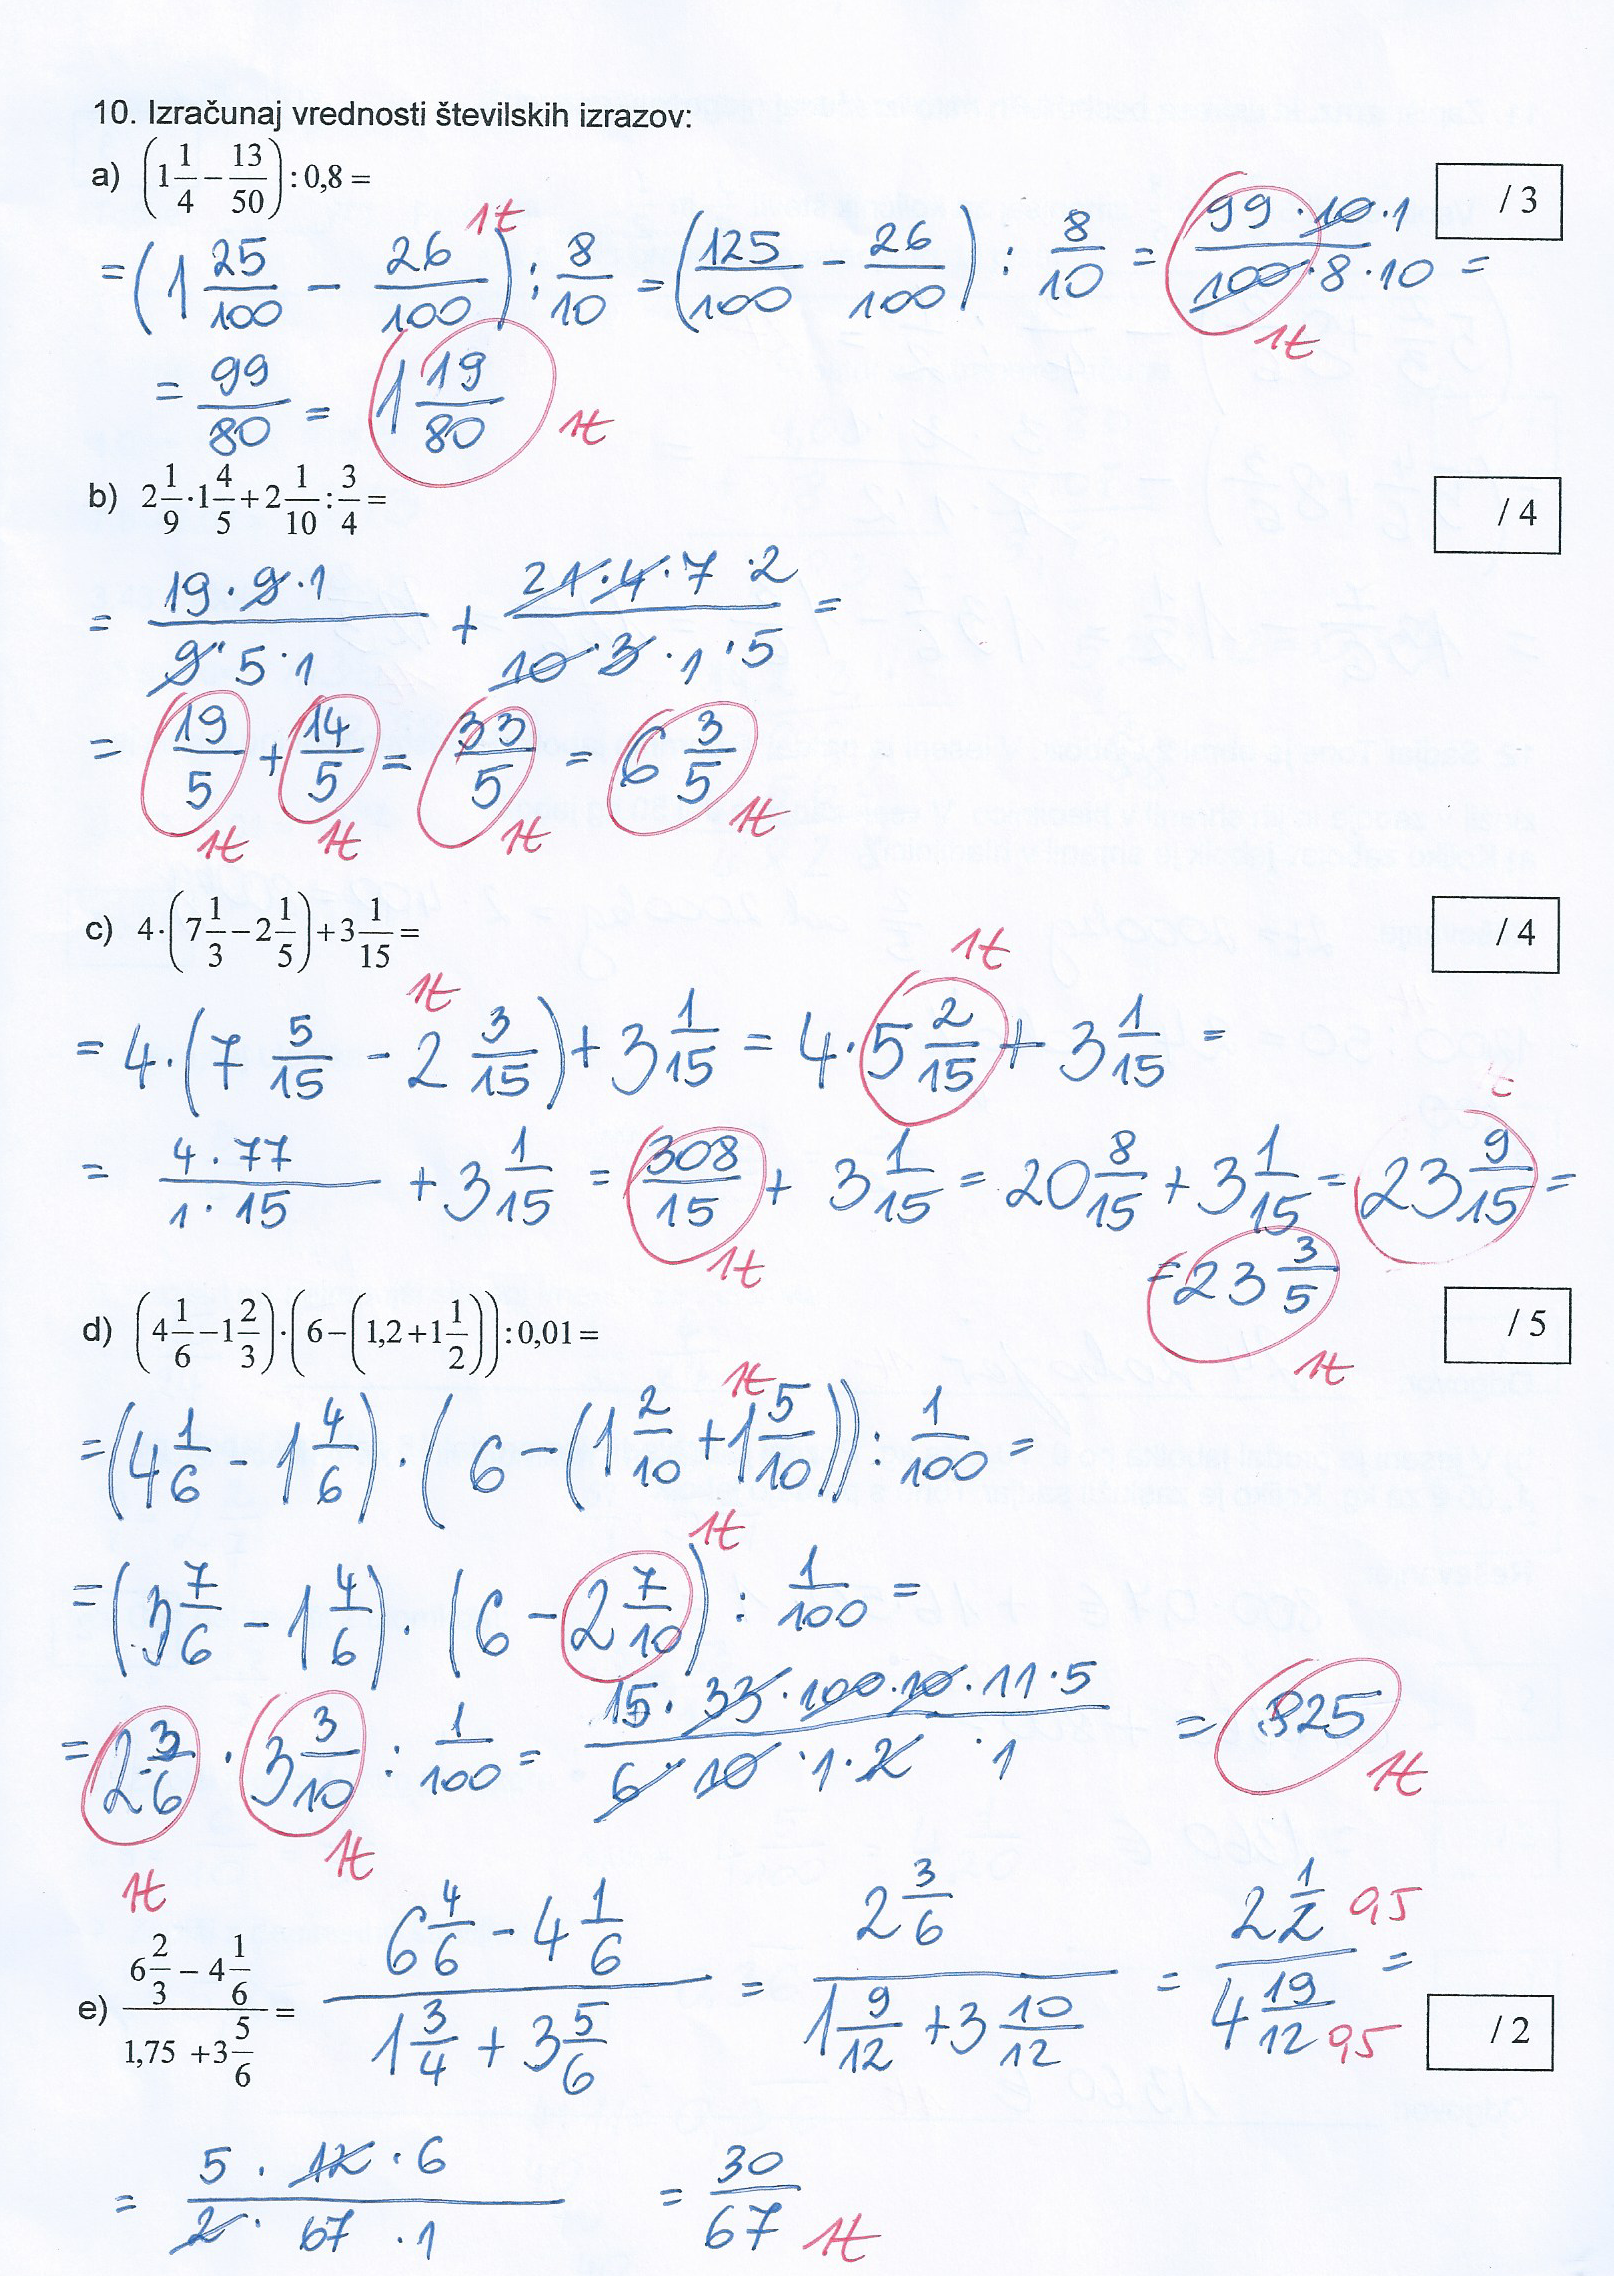 10. Izračunaj vrednosti številskih izrazov:
a) (1 1/4 − 13/50) : 0,8 =
/ 3
1t
= (1 25/100 − 26/100) : 8/10 = (125/100 − 26/100) : 8/10 = 99 · 10 · 1 / 100 · 8 · 10 =
1t
= 99/80 = 1 19/80 1t
b) 2 1/9 · 1 4/5 + 2 1/10 : 3/4 =
/ 4
= 19 · 9 · 1 / 9 · 5 · 1 + 21 · 4 · 7 · 2 / 10 · 3 · 1 · 5 =
= 19/5 + 14/5 = 33/5 = 6 3/5
1t 1t 1t 1t
c) 4 · (7 1/3 − 2 1/5) + 3 1/15 =
/ 4
1t 1t
= 4 · (7 5/15 − 2 3/15) + 3 1/15 = 4 · 5 2/15 + 3 1/15 =
= 4 · 77 / 1 · 15 + 3 1/15 = 308/15 + 3 1/15 = 20 8/15 + 3 1/15 = 23 9/15 =
1t
= 23 3/5
1t
d) (4 1/6 − 1 2/3) · (6 − (1,2 + 1 1/2)) : 0,01 =
/ 5
1t
= (4 1/6 − 1 4/6) · (6 − (1 2/10 + 1 5/10)) : 1/100 =
1t
= (3 7/6 − 1 4/6) · (6 − 2 7/10) : 1/100 =
= 2 3/6 · 3 3/10 : 1/100 = 15 · 33 · 100 · 10 · 11 · 5 / 6 · 10 · 1 · 2 · 1 = 825
1t 1t 1t
e) 6 2/3 − 4 1/6 / 1,75 + 3 5/6 = 6 4/6 − 4 1/6 / 1 3/4 + 3 5/6 = 2 3/6 / 1 9/12 + 3 10/12 = 2 1/2 0,5 / 4 19/12 0,5 =
/ 2
= 5 · 12 · 6 / 2 · 67 · 1 = 30/67 1t